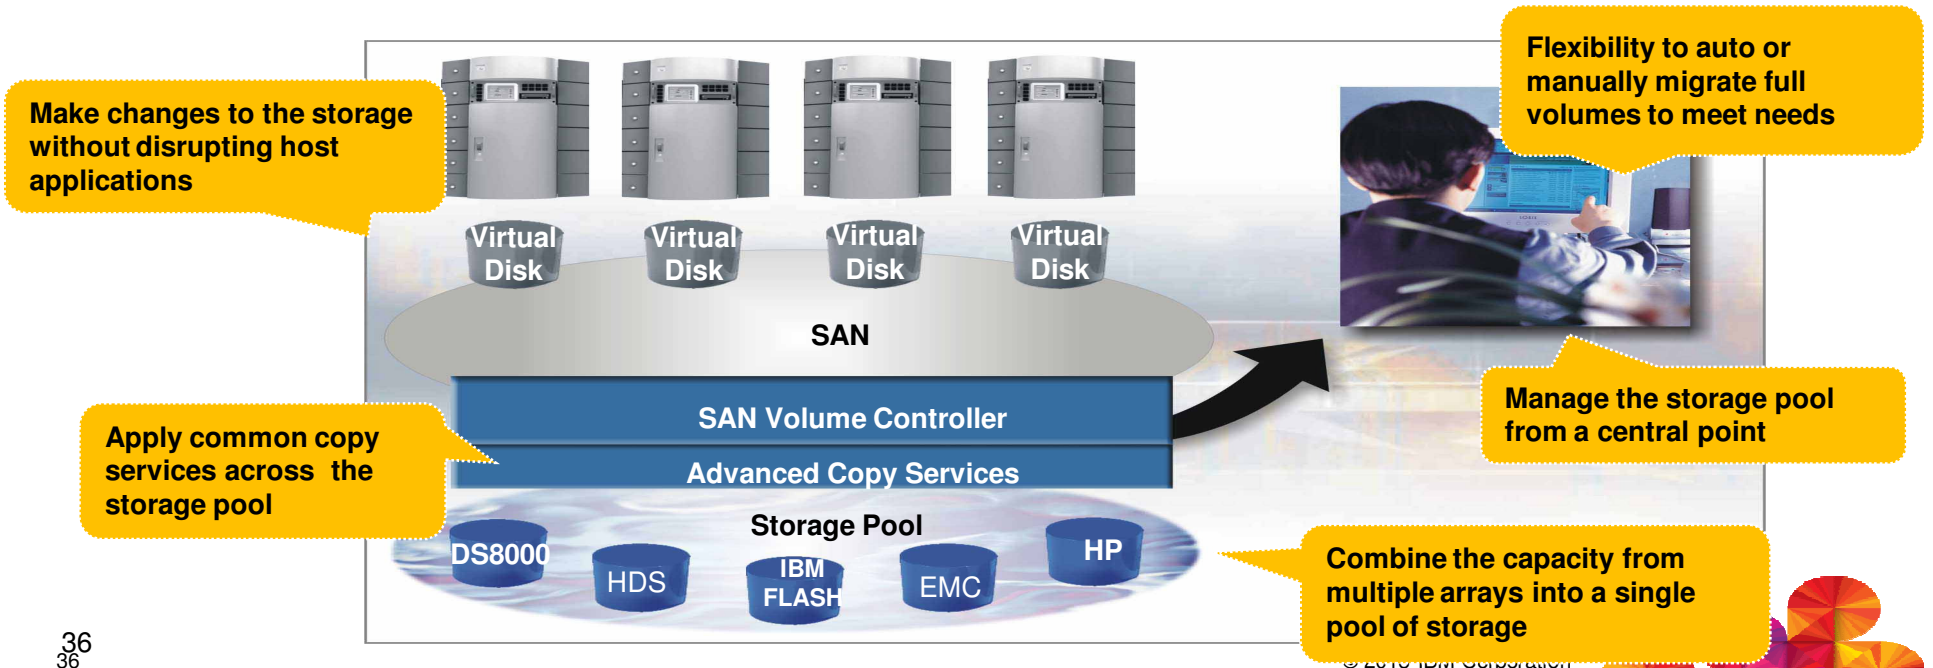 Flexibility to auto or
manually migrate full
volumes to meet needs
Make changes to the storage
without disrupting host
applications
Virtual
Disk
Virtual
Disk
Virtual
Disk
Virtual
Disk
SAN
SAN Volume Controller
Advanced Copy Services
Manage the storage pool
from a central point
Apply common copy
services across the
storage pool
Storage Pool
DS8000
HDS
IBM
FLASH
EMC
HP
Combine the capacity from
multiple arrays into a single
pool of storage
36
36
IBM Corporation